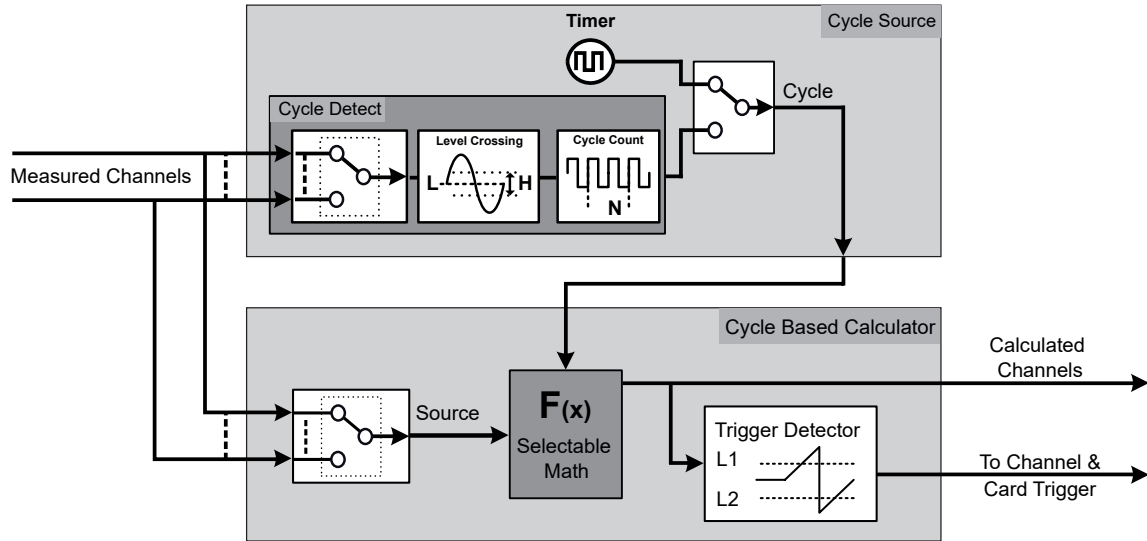 Timer
Cycle Source
Cycle Detect
Level Crossing
Cycle Count
Cycle
L
H
N
Measured Channels
Cycle Based Calculator
Calculated
Channels
Source
F(x)
Selectable
Math
Trigger Detector
L1
L2
To Channel &
Card Trigger